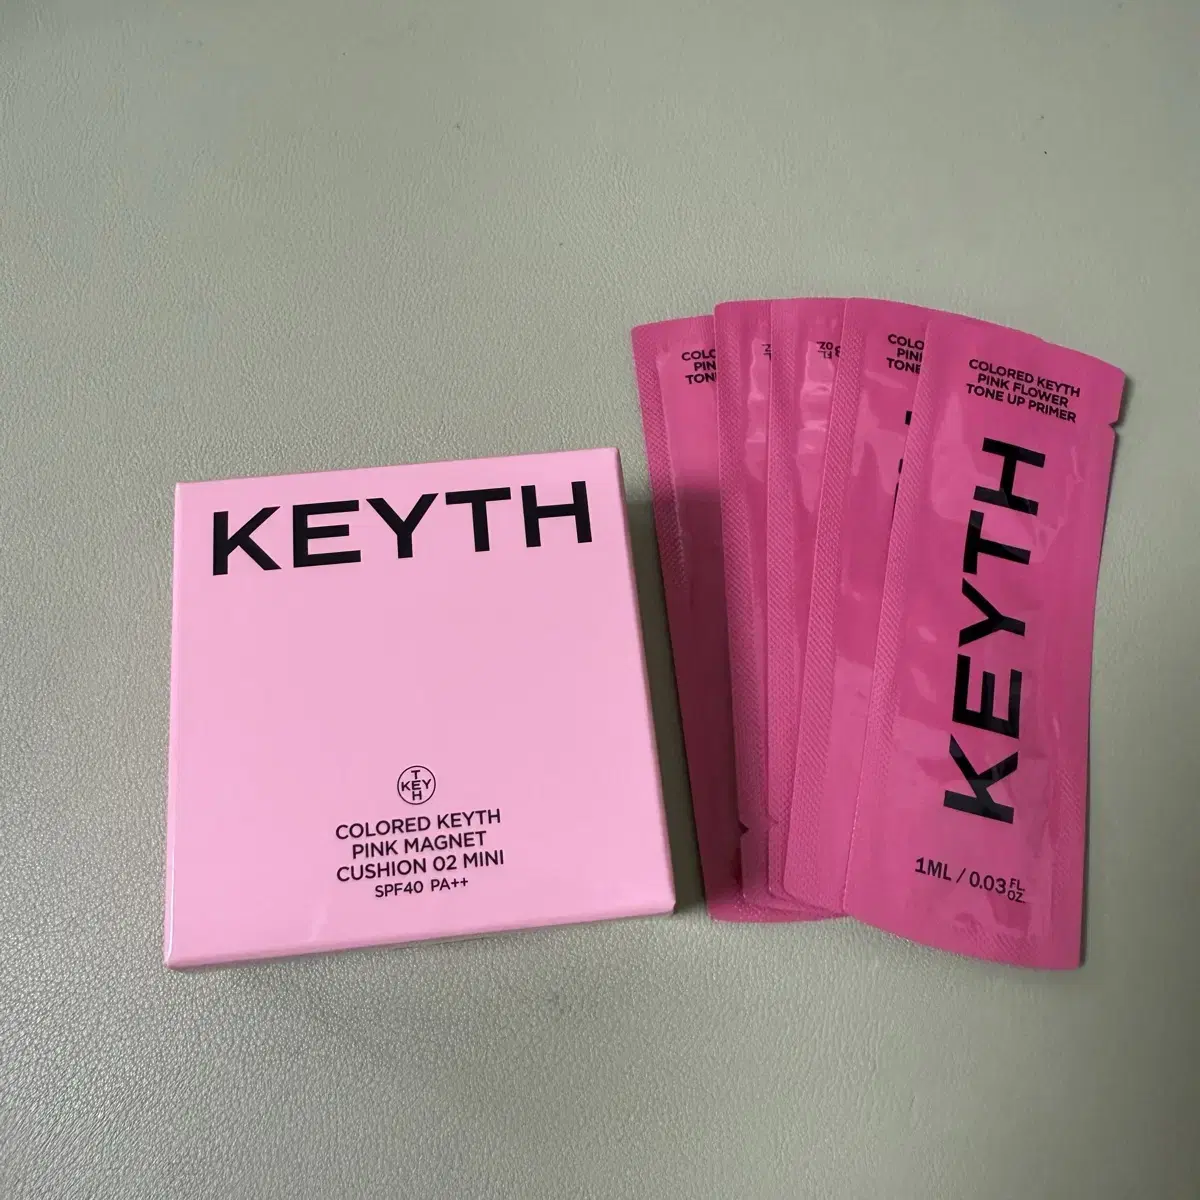 KEYTH
T
KEY
H
COLORED KEYTH
PINK MAGNET
CUSHION 02 MINI
SPF40 PA++
COLORED KEYTH
PINK FLOWER
TONE UP PRIMER
KEYTH
1ML / 0.03 FL
OZ.